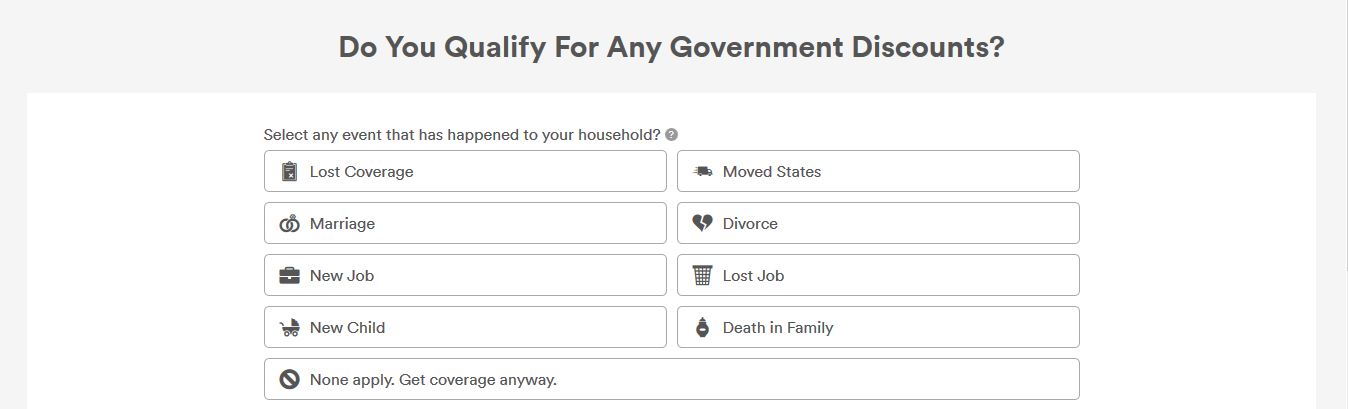 Do You Qualify For Any Government Discounts?
Select any event that has happened to your household? ?
Lost Coverage
Moved States
Marriage
Divorce
New Job
Lost Job
New Child
Death in Family
None apply. Get coverage anyway.